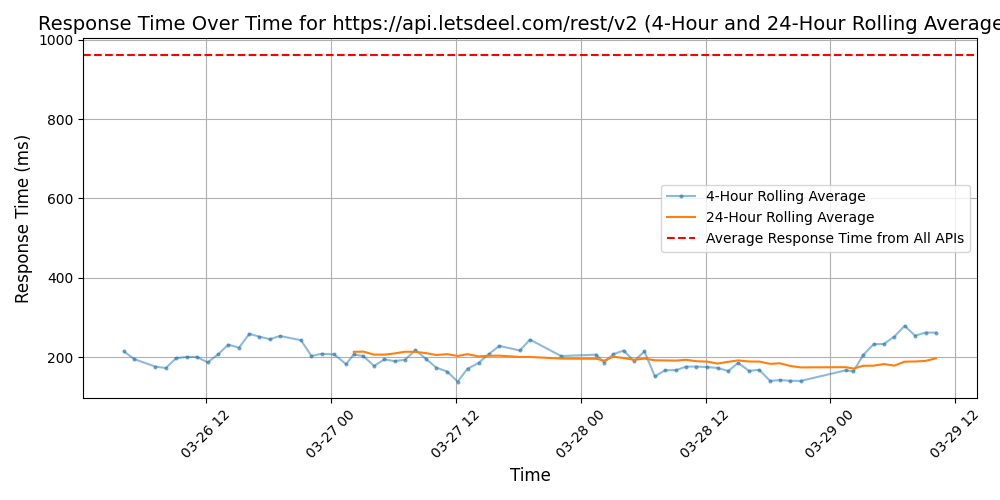 Response Time Over Time for https://api.letsdeel.com/rest/v2 (4-Hour and 24-Hour Rolling Average
1000
800
600
400
200
Response Time (ms)
4-Hour Rolling Average
24-Hour Rolling Average
Average Response Time from All APIs
03-26 12
03-27 00
03-27 12
03-28 00
03-28 12
03-29 00
03-29 12
Time